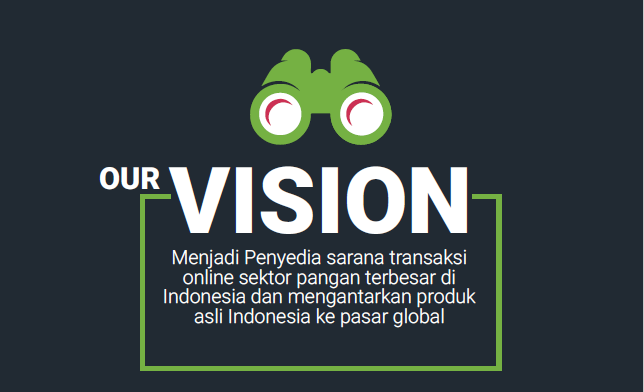 OUR VISION
Menjadi Penyedia sarana transaksi
online sektor pangan terbesar di
Indonesia dan mengantarkan produk
asli Indonesia ke pasar global